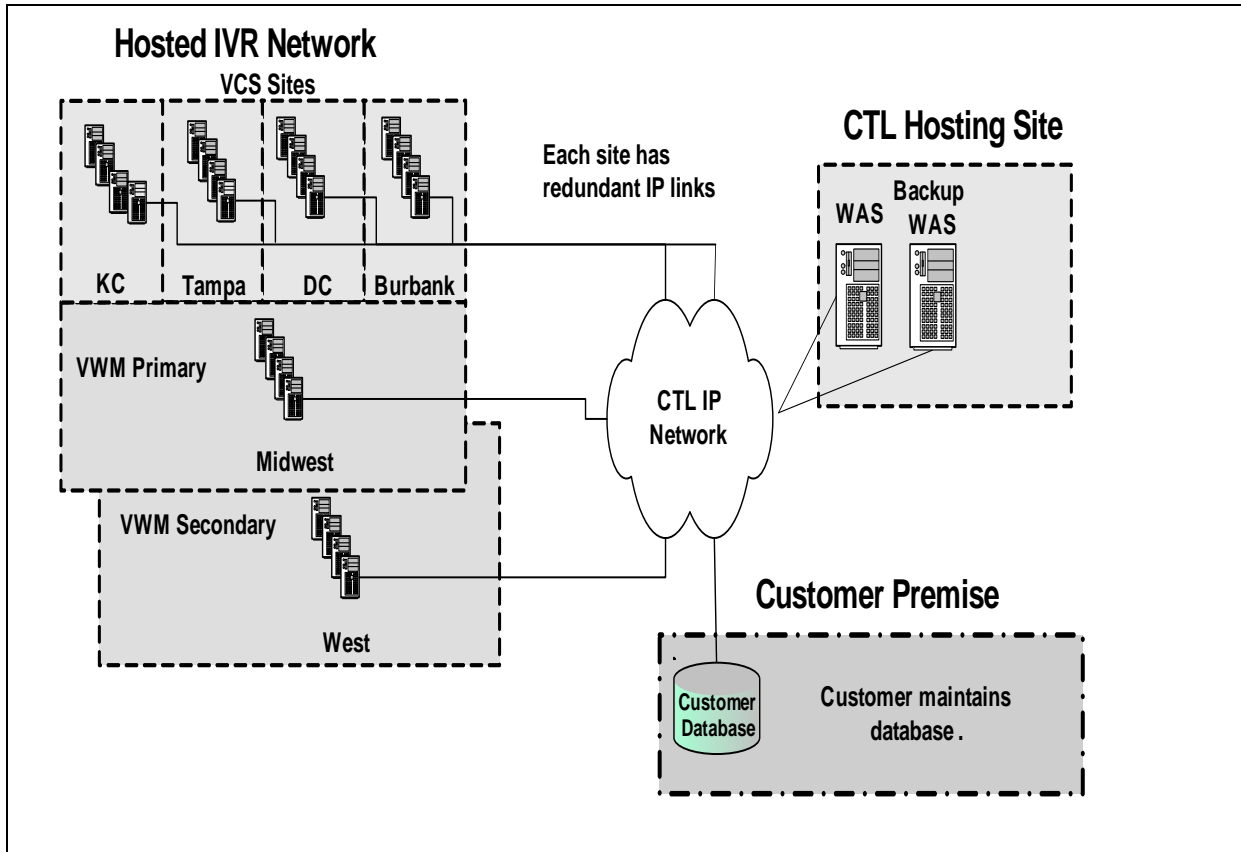 Hosted IVR Network
VCS Sites
KC
Tampa
DC
Burbank
VWM Primary
Midwest
VWM Secondary
West
Each site has
redundant IP links
CTL IP
Network
CTL Hosting Site
WAS
Backup
WAS
Customer Premise
Customer
Database
Customer maintains
database .